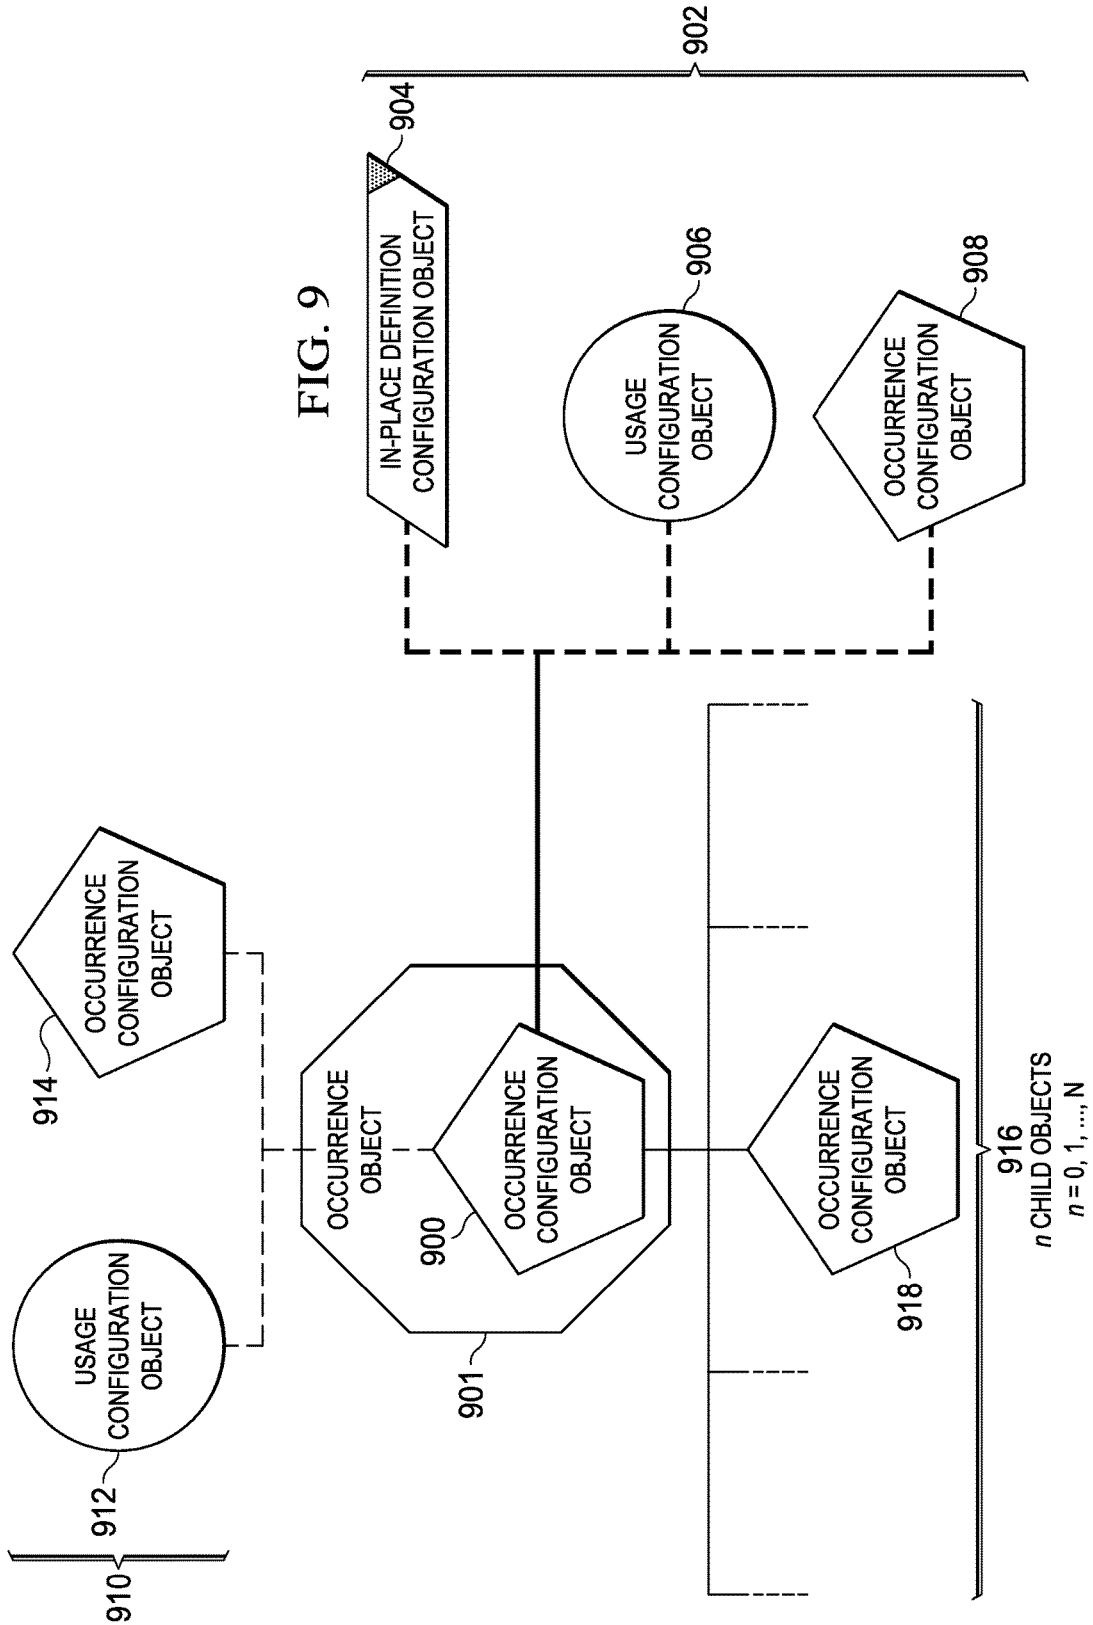 FIG. 9
910
912
USAGE
CONFIGURATION
OBJECT
914
OCCURRENCE
CONFIGURATION
OBJECT
901
OCCURRENCE
OBJECT
900
OCCURRENCE
CONFIGURATION
OBJECT
IN-PLACE DEFINITION
CONFIGURATION OBJECT
904
902
USAGE
CONFIGURATION
OBJECT
906
OCCURRENCE
CONFIGURATION
OBJECT
908
918
OCCURRENCE
CONFIGURATION
OBJECT
916
n CHILD OBJECTS
n = 0, 1, ..., N